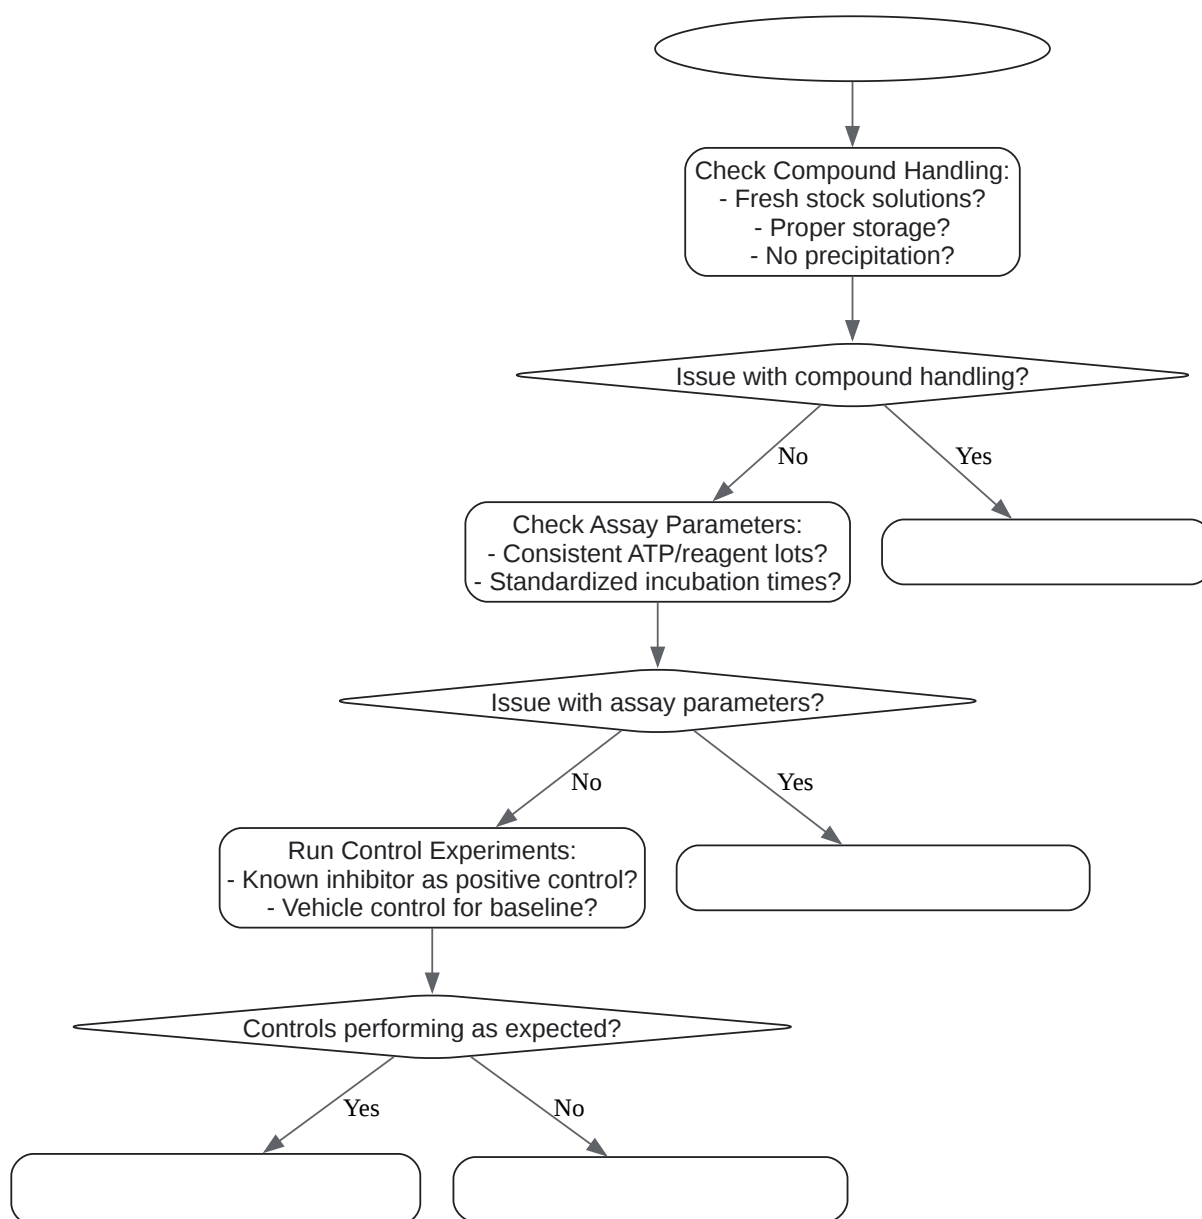 Check Compound Handling:
- Fresh stock solutions?
- Proper storage?
- No precipitation?
Issue with compound handling?
No
Yes
Check Assay Parameters:
- Consistent ATP/reagent lots?
- Standardized incubation times?
Issue with assay parameters?
No
Yes
Run Control Experiments:
- Known inhibitor as positive control?
- Vehicle control for baseline?
Controls performing as expected?
Yes
No